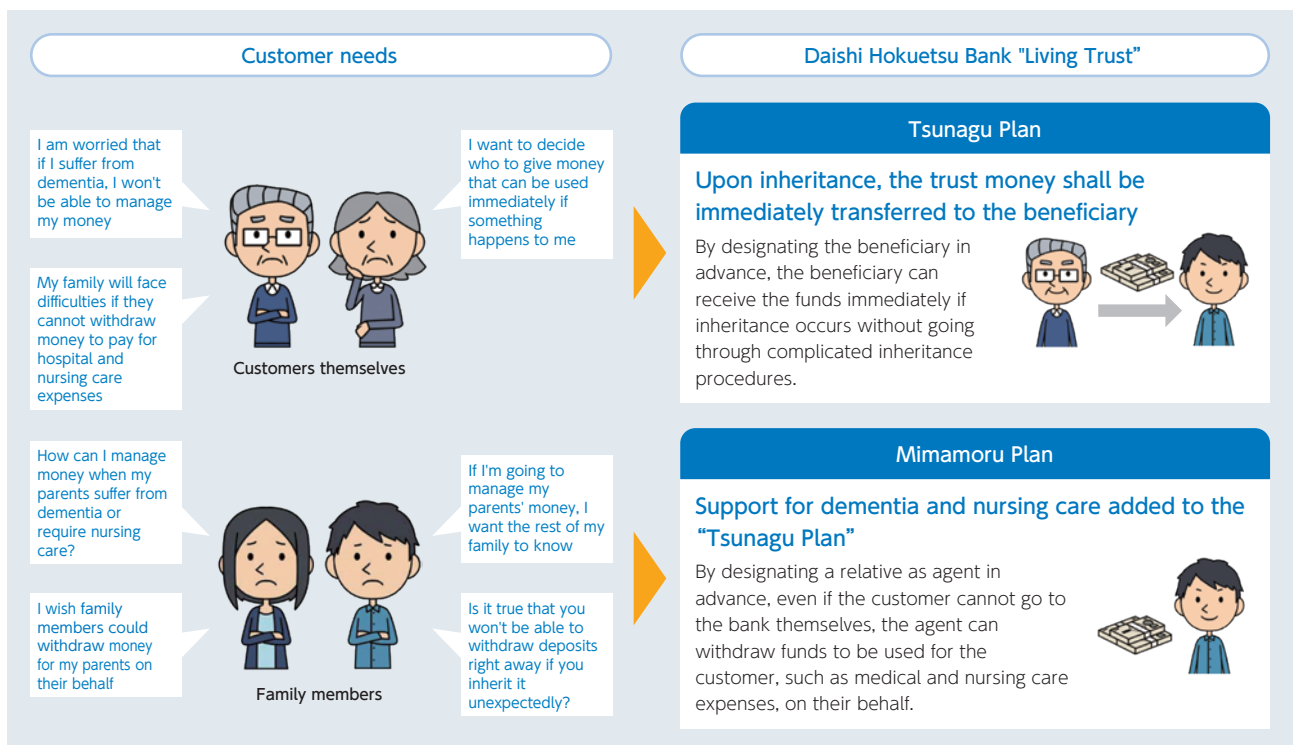 Customer needs
I am worried that
if I suffer from
dementia, I won't
be able to manage
my money
I want to decide
who to give money
that can be used
immediately if
something
happens to me
My family will face
difficulties if they
cannot withdraw
money to pay for
hospital and
nursing care
expenses
Customers themselves
How can I manage
money when my
parents suffer from
dementia or
require nursing
care?
If I'm going to
manage my
parents' money, I
want the rest of my
family to know
I wish family
members could
withdraw money
for my parents on
their behalf
Is it true that you
won't be able to
withdraw deposits
right away if you
inherit it
unexpectedly?
Family members
Daishi Hokuetsu Bank "Living Trust”
Tsunagu Plan
Upon inheritance, the trust money shall be
immediately transferred to the beneficiary
By designating the beneficiary in
advance, the beneficiary can
receive the funds immediately if
inheritance occurs without going
through complicated inheritance
procedures.
Mimamoru Plan
Support for dementia and nursing care added to the
“Tsunagu Plan”
By designating a relative as agent in
advance, even if the customer cannot go to
the bank themselves, the agent can
withdraw funds to be used for the
customer, such as medical and nursing care
expenses, on their behalf.